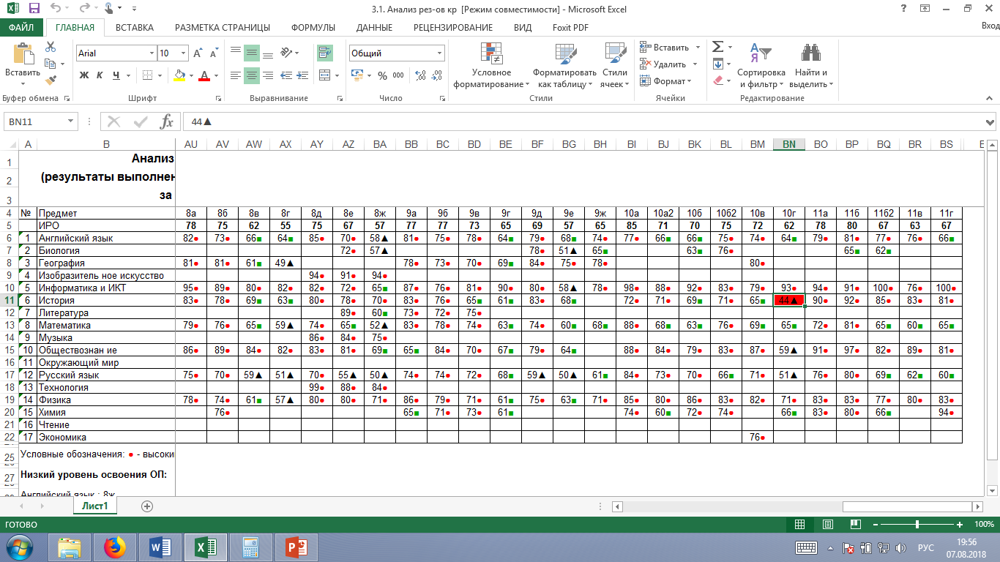 3.1. Анализ рез-ов кр [Режим совместимости] - Microsoft Excel
ФАЙЛ ГЛАВНАЯ ВСТАВКА РАЗМЕТКА СТРАНИЦЫ ФОРМУЛЫ ДАННЫЕ РЕЦЕНЗИРОВАНИЕ ВИД Foxit PDF Вход
Вставить
Arial 10
Ж К Ч
Общий
% 000
Условное форматирование
Форматировать как таблицу
Стили ячеек
Вставить
Удалить
Формат
Сортировка и фильтр
Найти и выделить
Буфер обмена Шрифт Выравнивание Число Стили Ячейки Редактирование
BN11 fx 44▲
A B AU AV AW AX AY AZ BA BB BC BD BE BF BG BH BI BJ BK BL BM BN BO BP BQ BR BS
1 Анализ
2 (результаты выполнен
3 за
4 № Предмет 8а 8б 8в 8г 8д 8е 8ж 9а 9б 9в 9г 9д 9е 9ж 10а 10а2 10б 10б2 10в 10г 11а 11б 11б2 11в 11г
5 ИРО 78 75 62 55 75 67 57 77 77 73 65 69 57 65 85 71 70 75 72 62 78 80 67 63 67
6 1 Английский язык 82● 73● 66■ 64■ 85● 70● 58▲ 81● 75● 78● 64■ 79● 68■ 74● 77● 66■ 66■ 75● 74● 64■ 79● 81● 77● 76● 66■
7 2 Биология 72● 57▲ 78● 51▲ 65■ 63■ 76● 65■ 62■
8 3 География 81● 81● 61■ 49▲ 78● 73● 70● 69■ 84● 75● 78● 80●
9 4 Изобразитель ное искусство 94● 91● 94●
10 5 Информатика и ИКТ 95● 89● 80● 82● 82● 72● 65■ 87● 76● 81● 90● 80● 58▲ 78● 98● 88● 92● 83● 79● 93● 94● 91● 100● 76● 100●
11 6 История 83● 78● 69■ 63■ 80● 78● 70● 83● 76● 65■ 61■ 83● 68■ 72● 71● 69■ 71● 65■ 44▲ 90● 92● 85● 83● 81●
12 7 Литература 89● 60■ 73● 72● 75●
13 8 Математика 79● 76● 65■ 59▲ 74● 65■ 52▲ 83● 78● 74● 63■ 74● 60■ 68■ 88● 68■ 63■ 76● 69■ 65■ 72● 81● 65■ 60■ 65■
14 9 Музыка 86● 84● 75●
15 10 Обществознан ие 86● 89● 84● 82● 83● 81● 69■ 65■ 84● 70● 67■ 79● 64■ 88● 84● 79● 83● 87● 59▲ 91● 97● 82● 89● 81●
16 11 Окружающий мир
17 12 Русский язык 75● 70● 59▲ 51▲ 70● 55▲ 50▲ 74● 74● 72● 68■ 59▲ 50▲ 61■ 84● 73● 70● 66■ 71● 51▲ 76● 80● 69■ 62■ 60■
18 13 Технология 99● 88● 84●
19 14 Физика 78● 74● 61■ 57▲ 80● 80● 71● 86● 79● 71● 61■ 75● 63■ 71● 85● 80● 86● 83● 82● 71● 83● 83● 77● 80● 83●
20 15 Химия 76● 65■ 71● 73● 61■ 74● 60■ 72● 74● 66■ 83● 80● 66■ 94●
21 16 Чтение
22 17 Экономика 76●
25 Условные обозначения: ● - высоки
27 Низкий уровень освоения ОП:
Английский язык : 8ж
Лист1
ГОТОВО 100%
РУС 19:56
07.08.2018